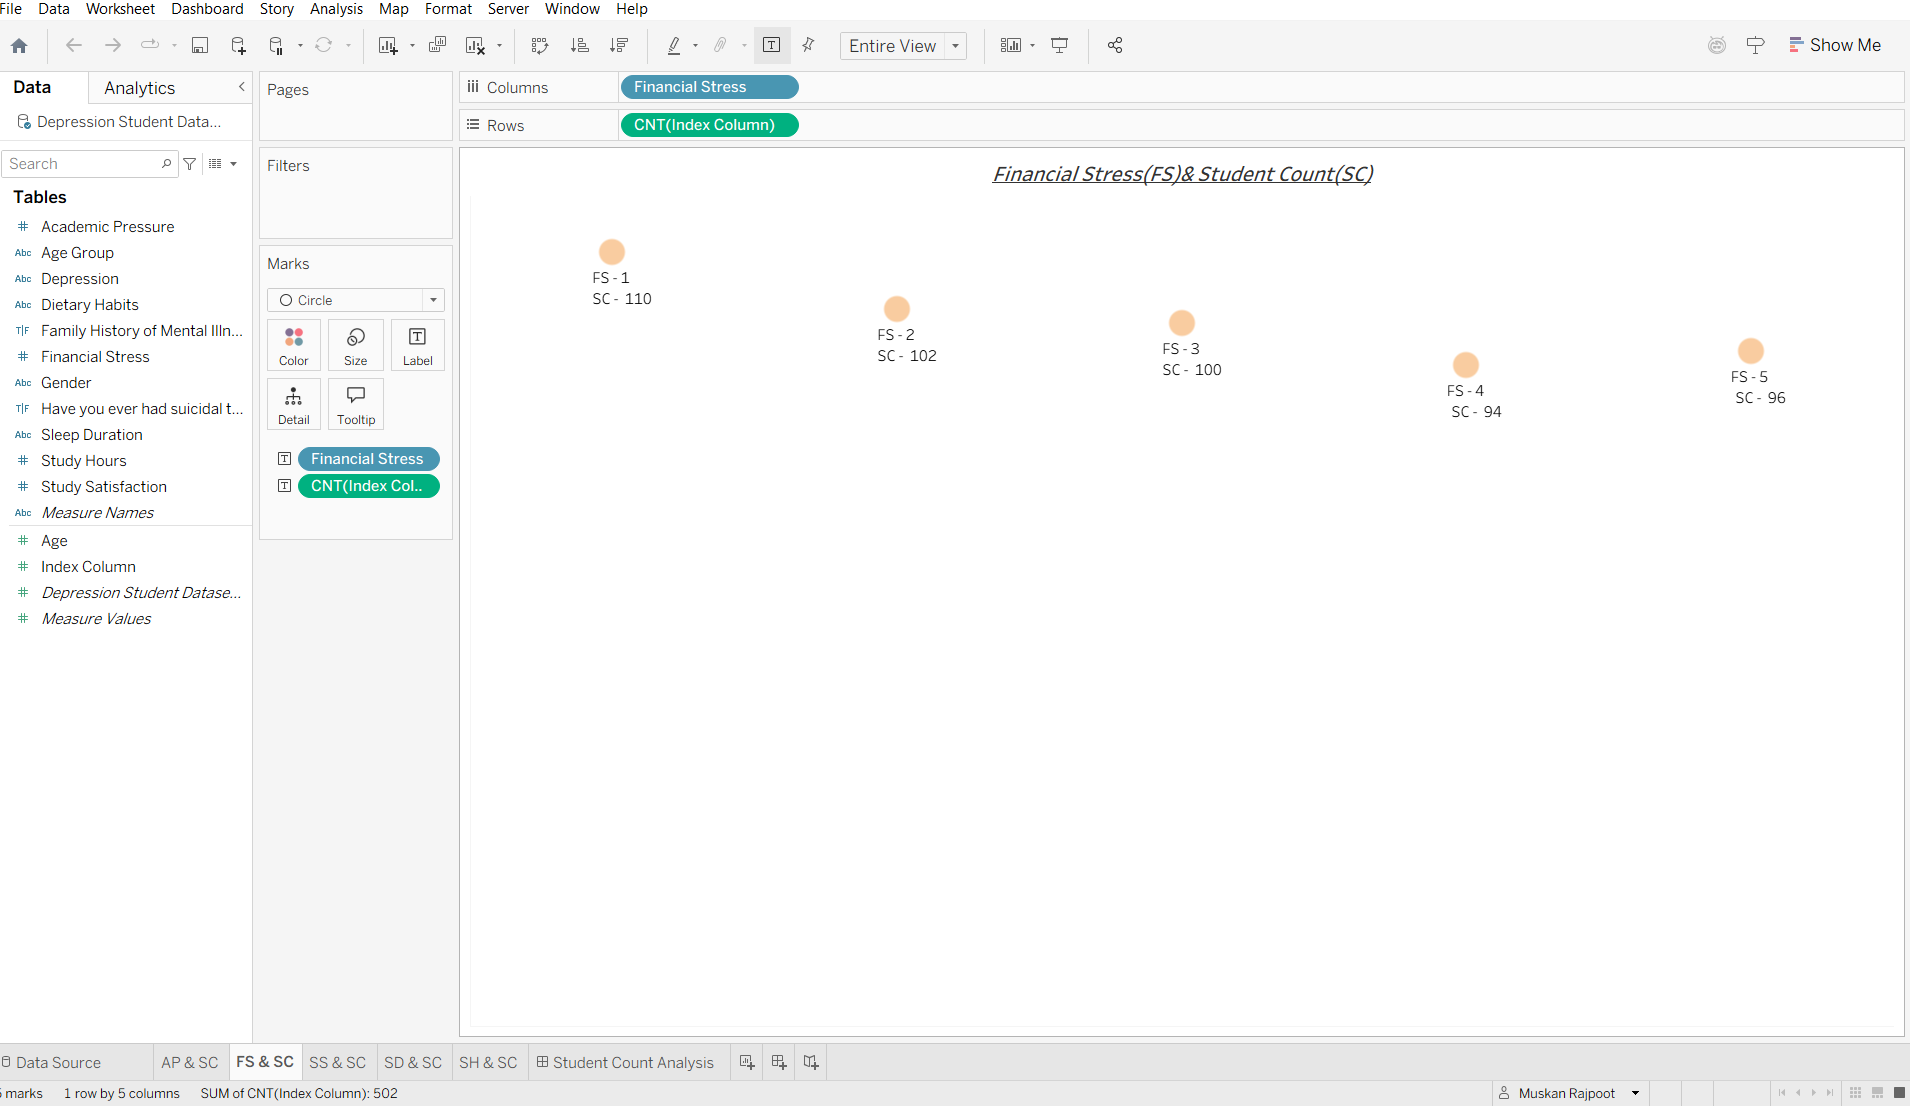 File Data Worksheet Dashboard Story Analysis Map Format Server Window Help
Entire View
Show Me
Data Analytics
Depression Student Data...
Search
Tables
# Academic Pressure
Abc Age Group
Abc Depression
Abc Dietary Habits
T|F Family History of Mental Illn...
# Financial Stress
Abc Gender
T|F Have you ever had suicidal t...
Abc Sleep Duration
# Study Hours
# Study Satisfaction
Abc Measure Names
# Age
# Index Column
# Depression Student Datase...
# Measure Values
Pages
Filters
Marks
Circle
Color Size Label
Detail Tooltip
Financial Stress
CNT(Index Col..
Columns Financial Stress
Rows CNT(Index Column)
Financial Stress(FS)& Student Count(SC)
FS - 1
SC - 110
FS - 2
SC - 102
FS - 3
SC - 100
FS - 4
SC - 94
FS - 5
SC - 96
Data Source AP & SC FS & SC SS & SC SD & SC SH & SC Student Count Analysis
5 marks 1 row by 5 columns SUM of CNT(Index Column): 502 Muskan Rajpoot